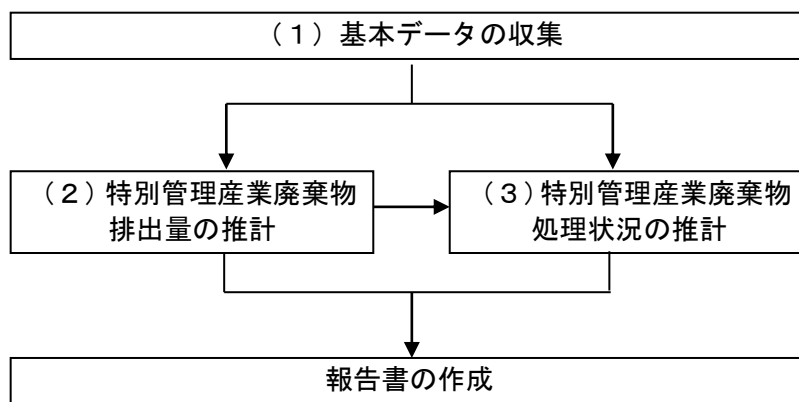 （１）基本データの収集
（２）特別管理産業廃棄物
排出量の推計
（３）特別管理産業廃棄物
処理状況の推計
報告書の作成